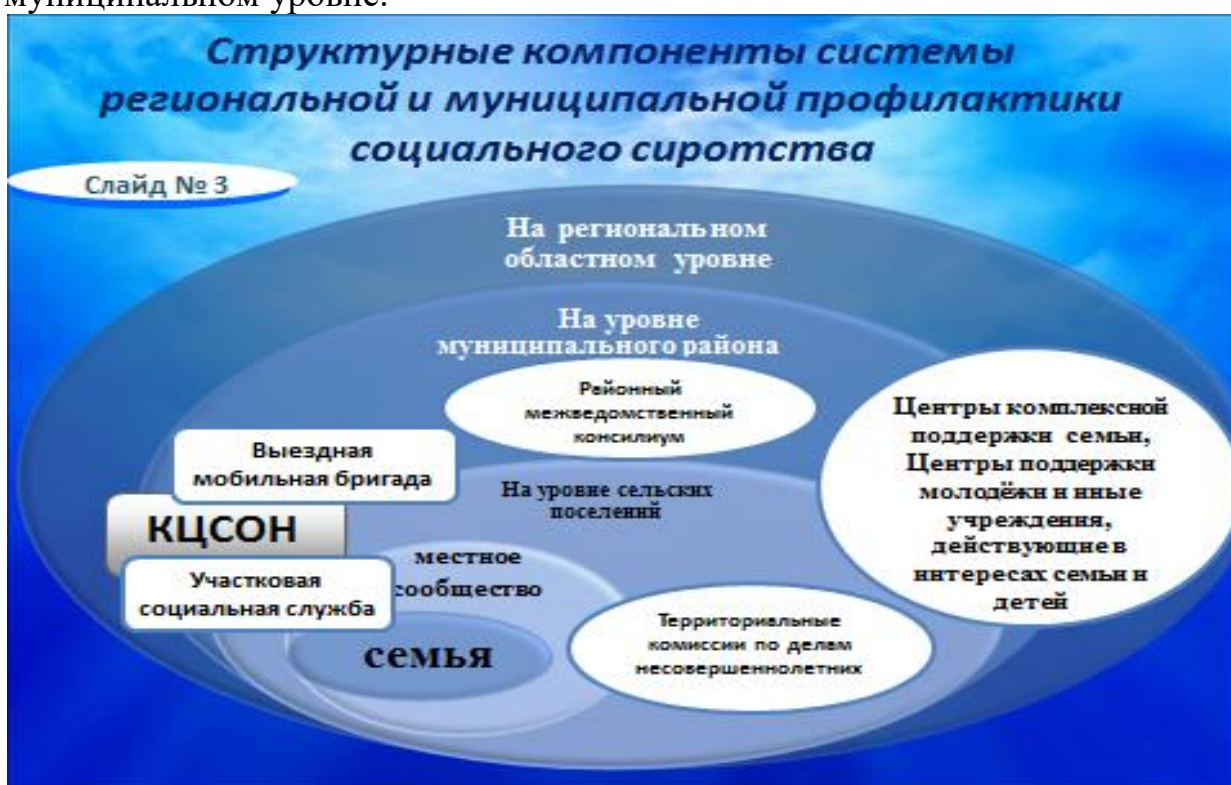 муниципальном уровне.
Структурные компоненты системы
региональной и муниципальной профилактики
социального сиротства
Слайд № 3
На региональном
областном уровне
На уровне
муниципального района
Районный
межведомственный
консилиум
Центры комплексной
поддержки семьи,
Центры поддержки
молодёжи и иные
учреждения,
действующие в
интересах семьи и
детей
Выездная
мобильная бригада
На уровне сельских
поселений
КЦСОН
местное
сообщество
Участковая
социальная служба
Территориальные
комиссии по делам
несовершеннолетних
семья